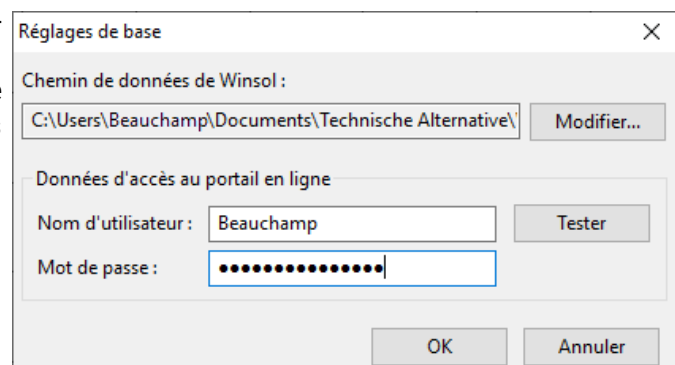 Réglages de base
Chemin de données de Winsol :
C:\Users\Beauchamp\Documents\Technische Alternative\
Modifier...
Données d'accès au portail en ligne
Nom d'utilisateur :
Beauchamp
Tester
Mot de passe :
●●●●●●●●●●●●●●●
OK
Annuler